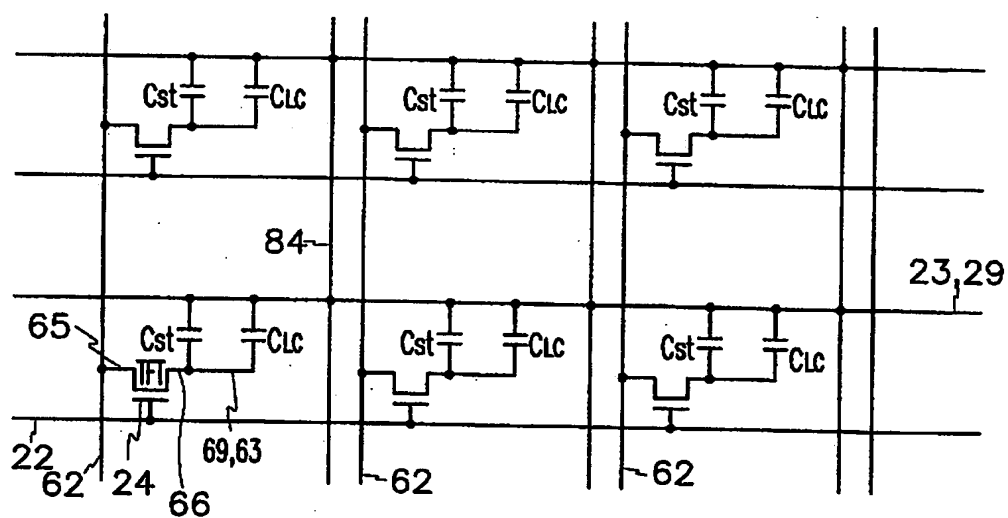 Cst CLC Cst CLC Cst CLC
84
23,29
65 TFT Cst CLC Cst CLC Cst CLC
22 62 24 66 69,63 62 62